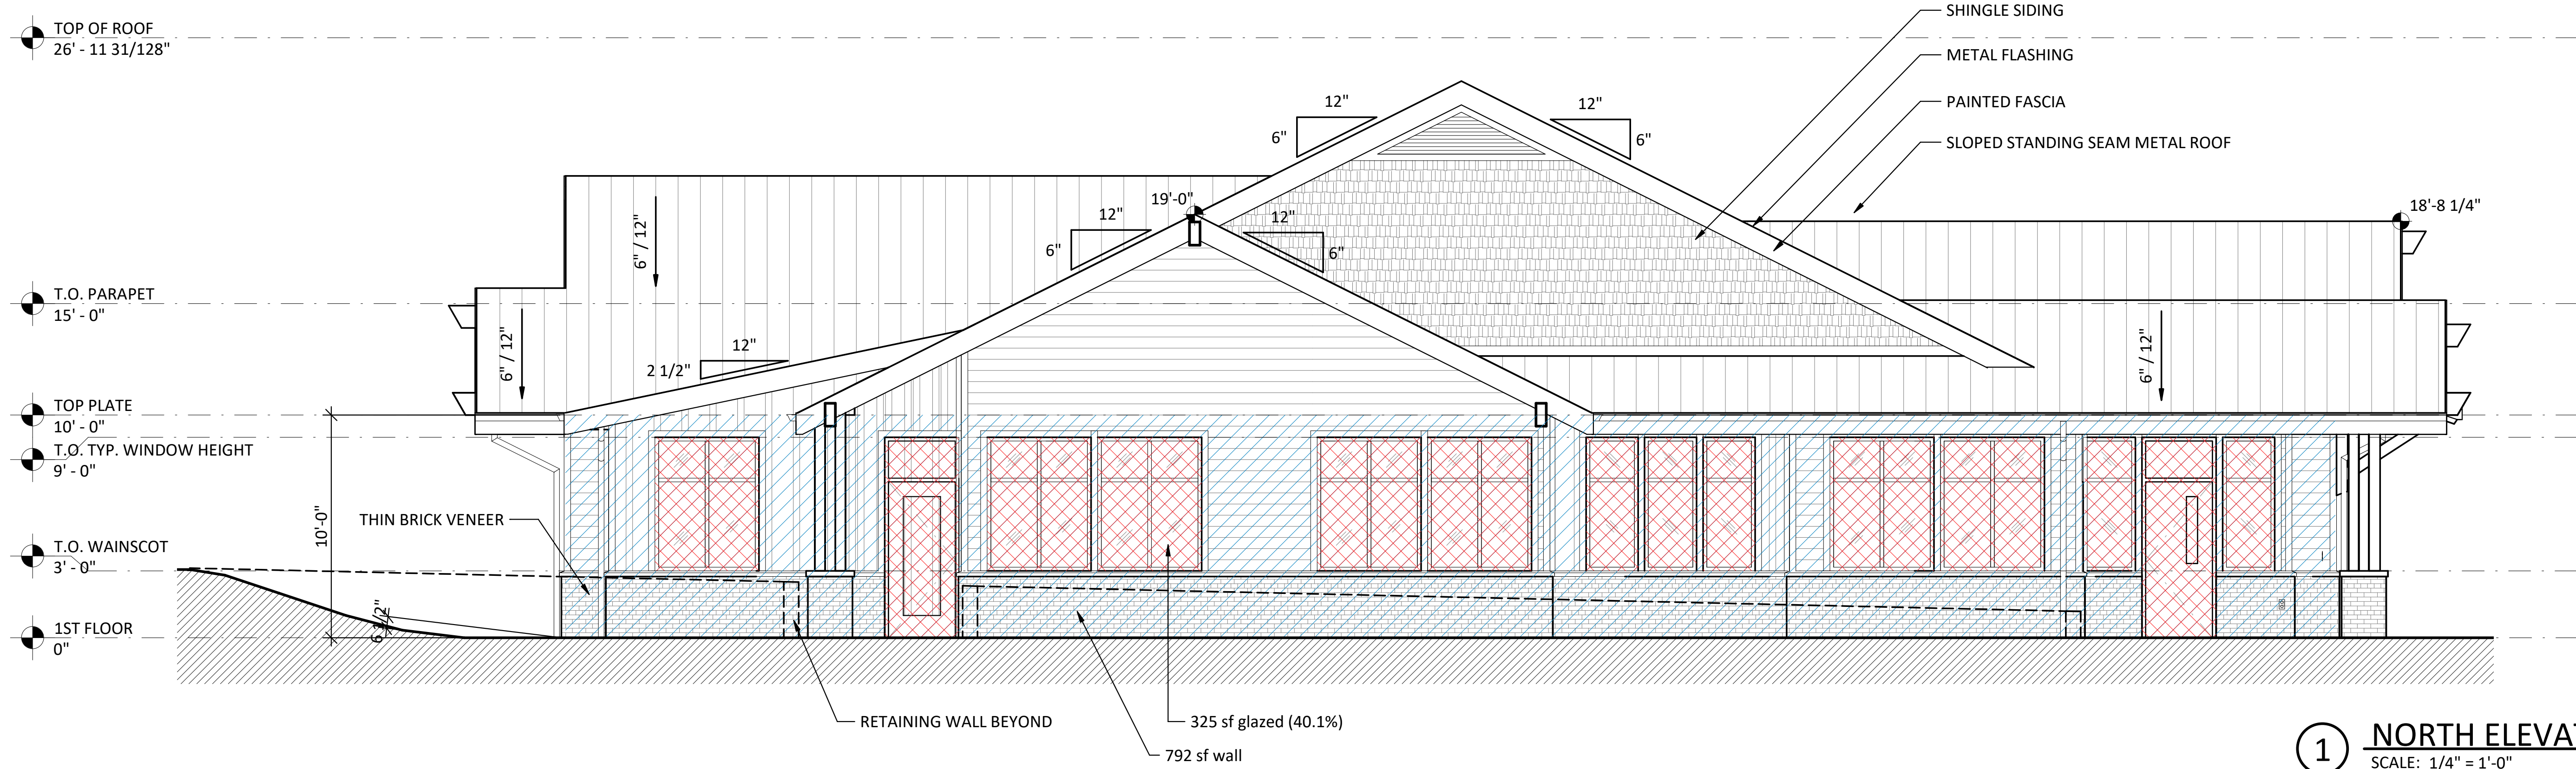 TOP OF ROOF
26' - 11 31/128"
SHINGLE SIDING
METAL FLASHING
PAINTED FASCIA
SLOPED STANDING SEAM METAL ROOF
12"
6"
12"
6"
19'-0"
18'-8 1/4"
12"
6"
12"
6"
6" / 12"
T.O. PARAPET
15' - 0"
6" / 12"
12"
2 1/2"
6" / 12"
TOP PLATE
10' - 0"
T.O. TYP. WINDOW HEIGHT
9' - 0"
10'-0"
THIN BRICK VENEER
T.O. WAINSCOT
3' - 0"
1ST FLOOR
0"
RETAINING WALL BEYOND
325 sf glazed (40.1%)
792 sf wall
1
NORTH ELEVAT
SCALE: 1/4" = 1'-0"